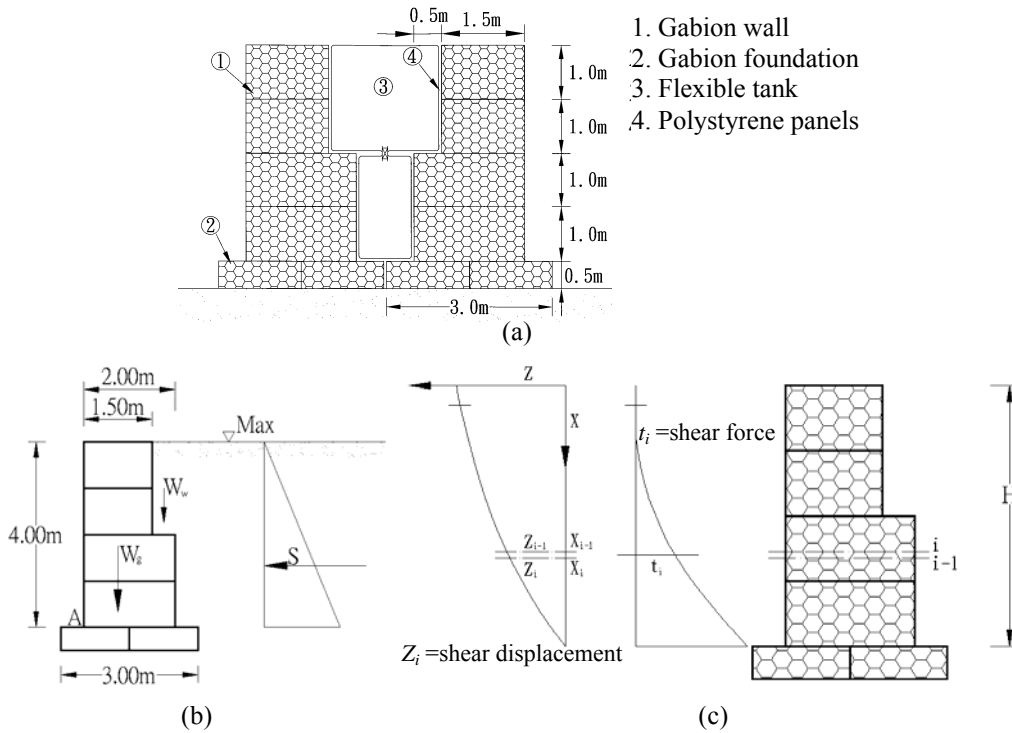 0.5m 1.5m
1. Gabion wall
2. Gabion foundation
3. Flexible tank
4. Polystyrene panels
① ④
③
②
1.0m
1.0m
1.0m
1.0m
0.5m
3.0m
(a)
2.00m
1.50m
Max
W_w
4.00m
W_g
S
A
3.00m
(b)
Z
X
t_i =shear force
H
Z_{i-1} X_{i-1}
Z_i X_i
t_i
i
i-1
Z_i =shear displacement
(c)